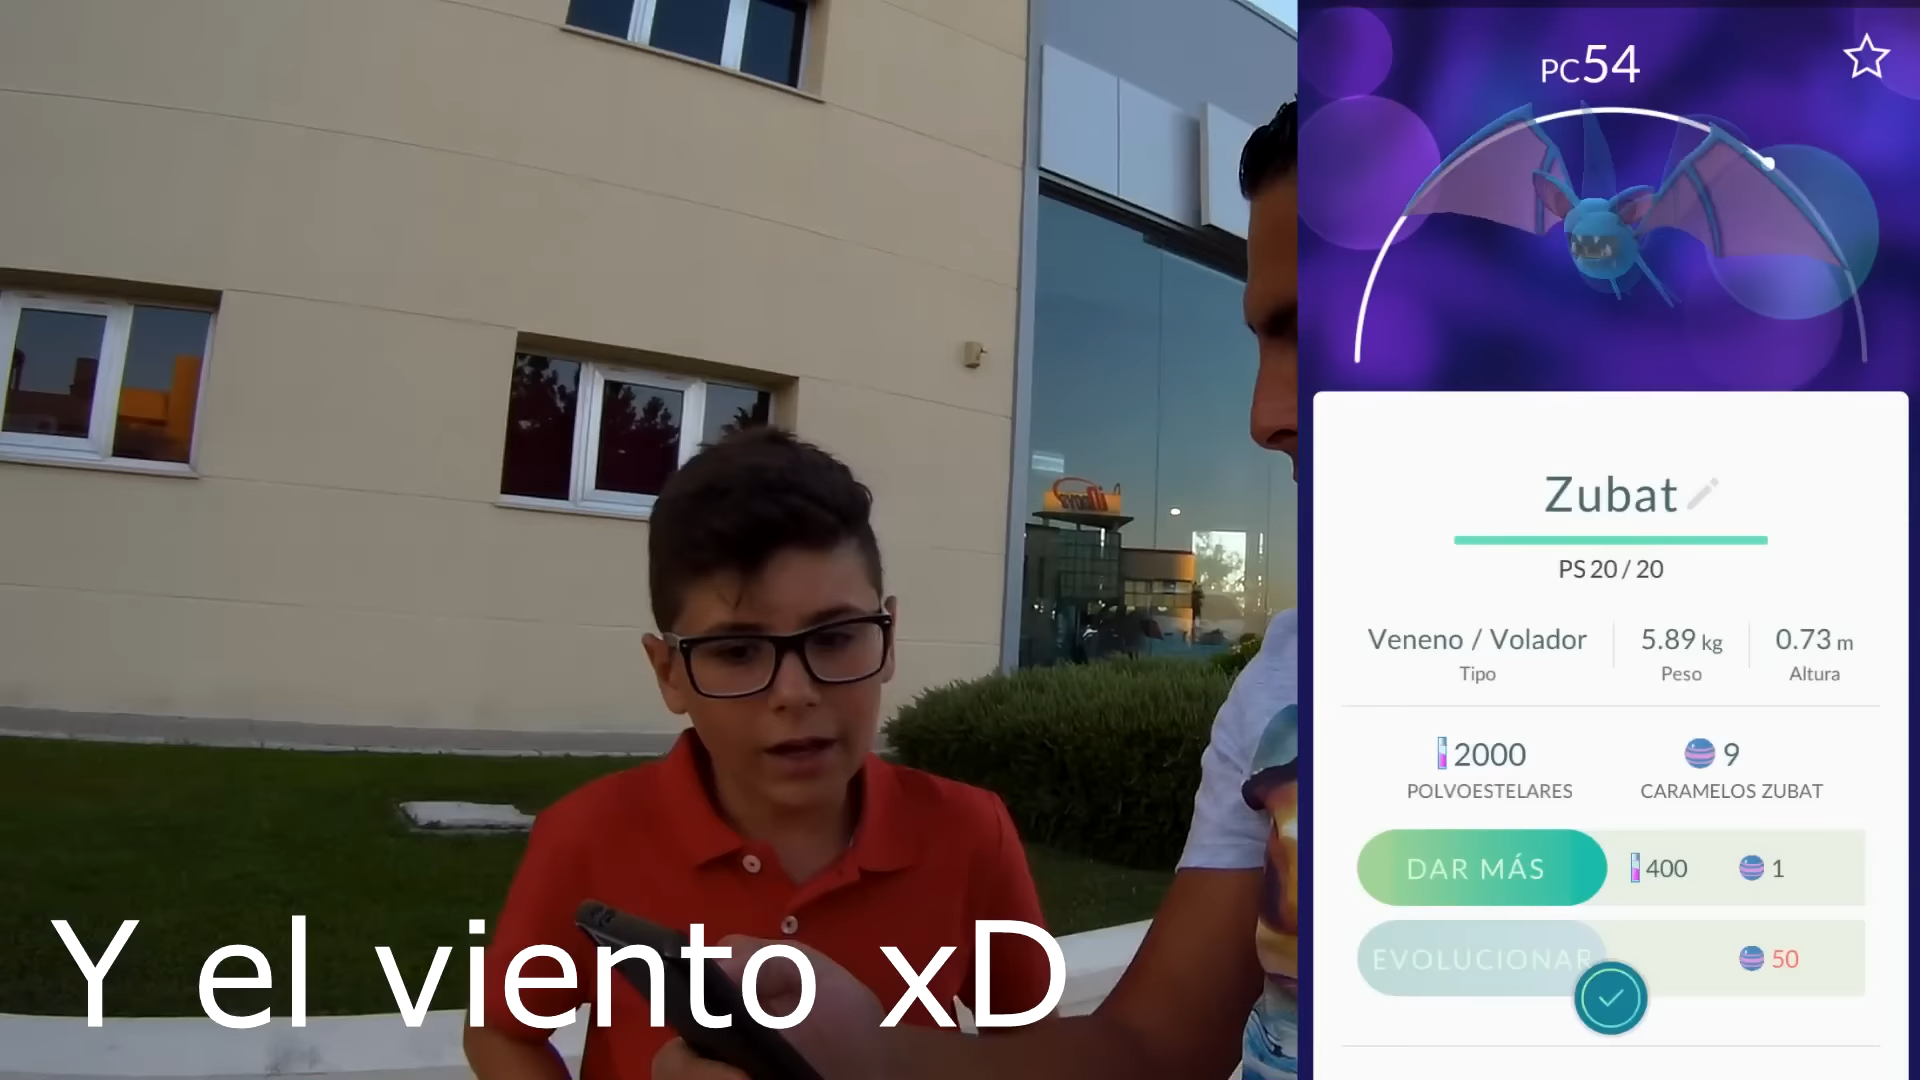 PC54
Zubat
PS 20 / 20
Veneno / Volador
5.89 kg
0.73 m
Tipo
Peso
Altura
2000
9
POLVOESTELARES
CARAMELOS ZUBAT
DAR MÁS
400
1
EVOLUCIONAR
50
Y el viento xD